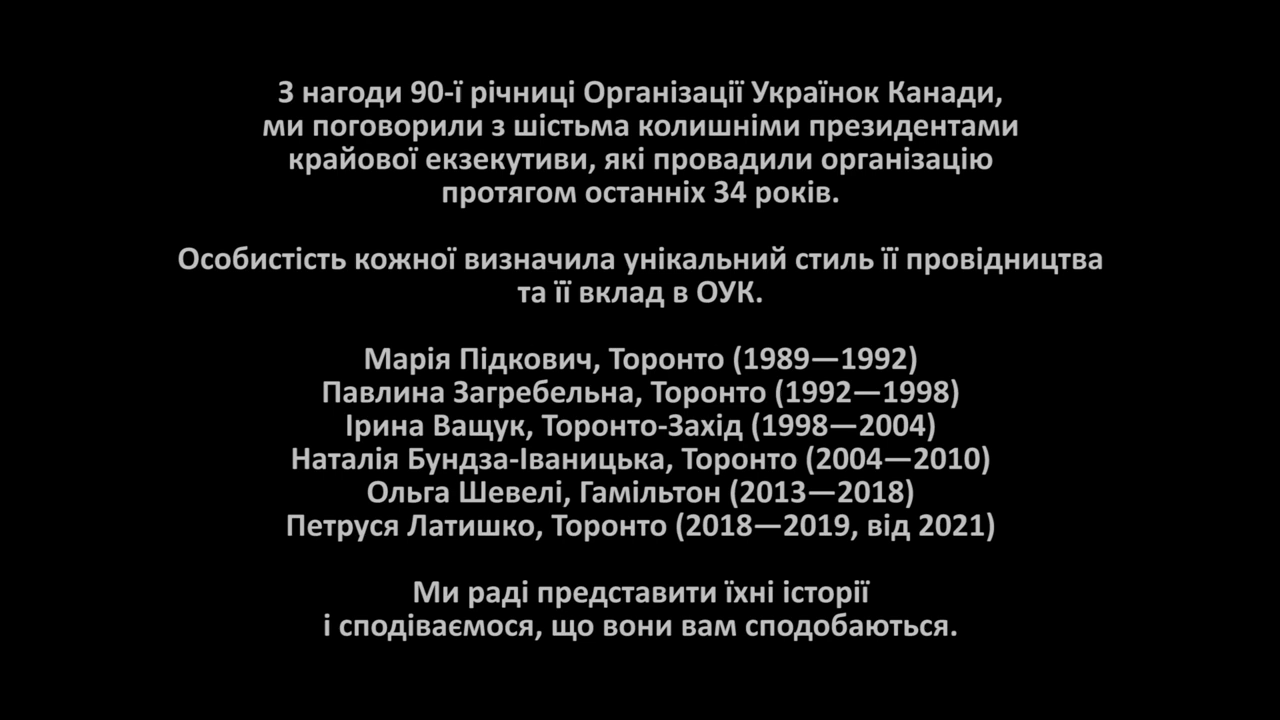 З нагоди 90-ї річниці Організації Українок Канади,
ми поговорили з шістьма колишніми президентами
крайової екзекутиви, які провадили організацію
протягом останніх 34 років.
Особистість кожної визначила унікальний стиль її провідництва
та її вклад в ОУК.
Марія Підкович, Торонто (1989—1992)
Павлина Загребельна, Торонто (1992—1998)
Ірина Ващук, Торонто-Захід (1998—2004)
Наталія Бундза-Іваницька, Торонто (2004—2010)
Ольга Шевелі, Гамільтон (2013—2018)
Петруся Латишко, Торонто (2018—2019, від 2021)
Ми раді представити їхні історії
і сподіваємося, що вони вам сподобаються.